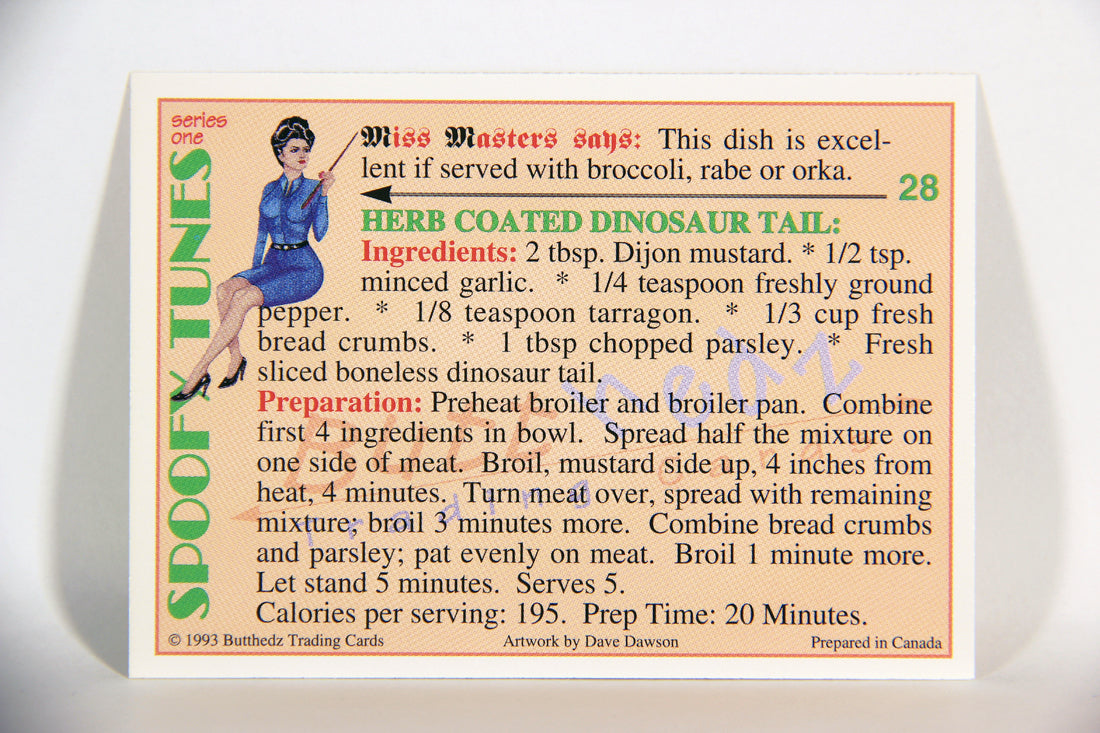 series
one
SPOOFY TUNES
Miss Masters says: This dish is excel-
lent if served with broccoli, rabe or orka.
28
HERB COATED DINOSAUR TAIL:
Ingredients: 2 tbsp. Dijon mustard. * 1/2 tsp.
minced garlic. * 1/4 teaspoon freshly ground
pepper. * 1/8 teaspoon tarragon. * 1/3 cup fresh
bread crumbs. * 1 tbsp chopped parsley. * Fresh
sliced boneless dinosaur tail.
Preparation: Preheat broiler and broiler pan. Combine
first 4 ingredients in bowl. Spread half the mixture on
one side of meat. Broil, mustard side up, 4 inches from
heat, 4 minutes. Turn meat over, spread with remaining
mixture; broil 3 minutes more. Combine bread crumbs
and parsley; pat evenly on meat. Broil 1 minute more.
Let stand 5 minutes. Serves 5.
Calories per serving: 195. Prep Time: 20 Minutes.
© 1993 Butthedz Trading Cards Artwork by Dave Dawson Prepared in Canada
hedz
Trading Cards